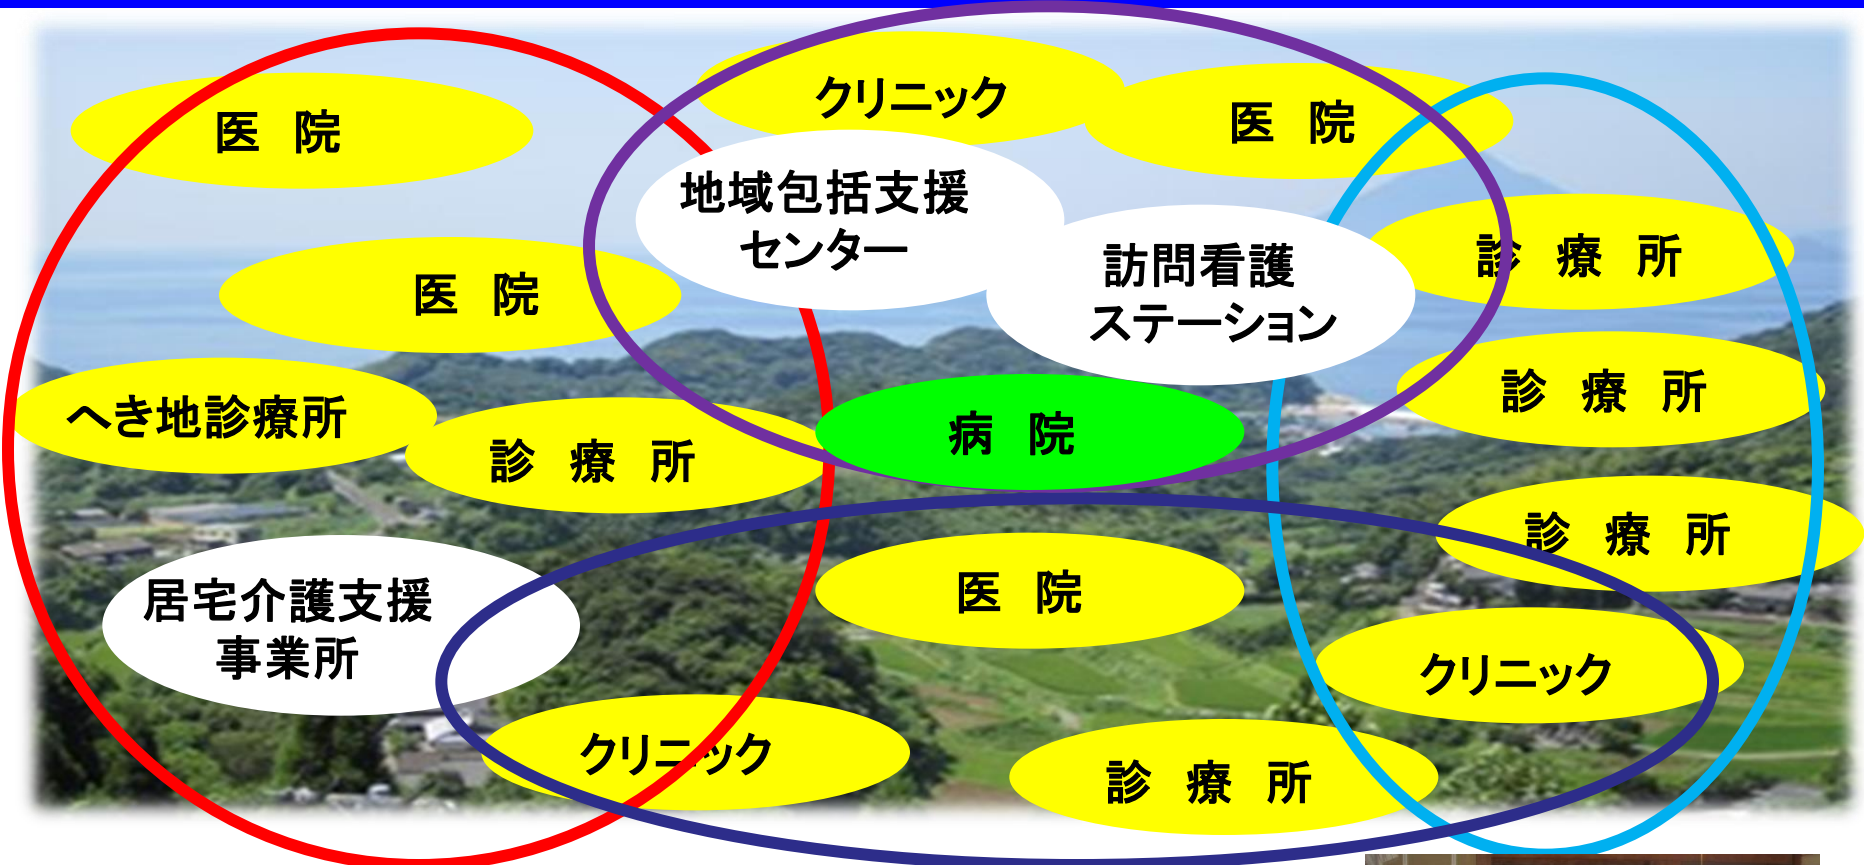 クリニック
医　院
医　院
地域包括支援
センター
訪問看護
ステーション
診　療　所
医　院
診　療　所
へき地診療所
病　院
診　療　所
診　療　所
医　院
居宅介護支援
事業所
クリニック
クリニック
診　療　所